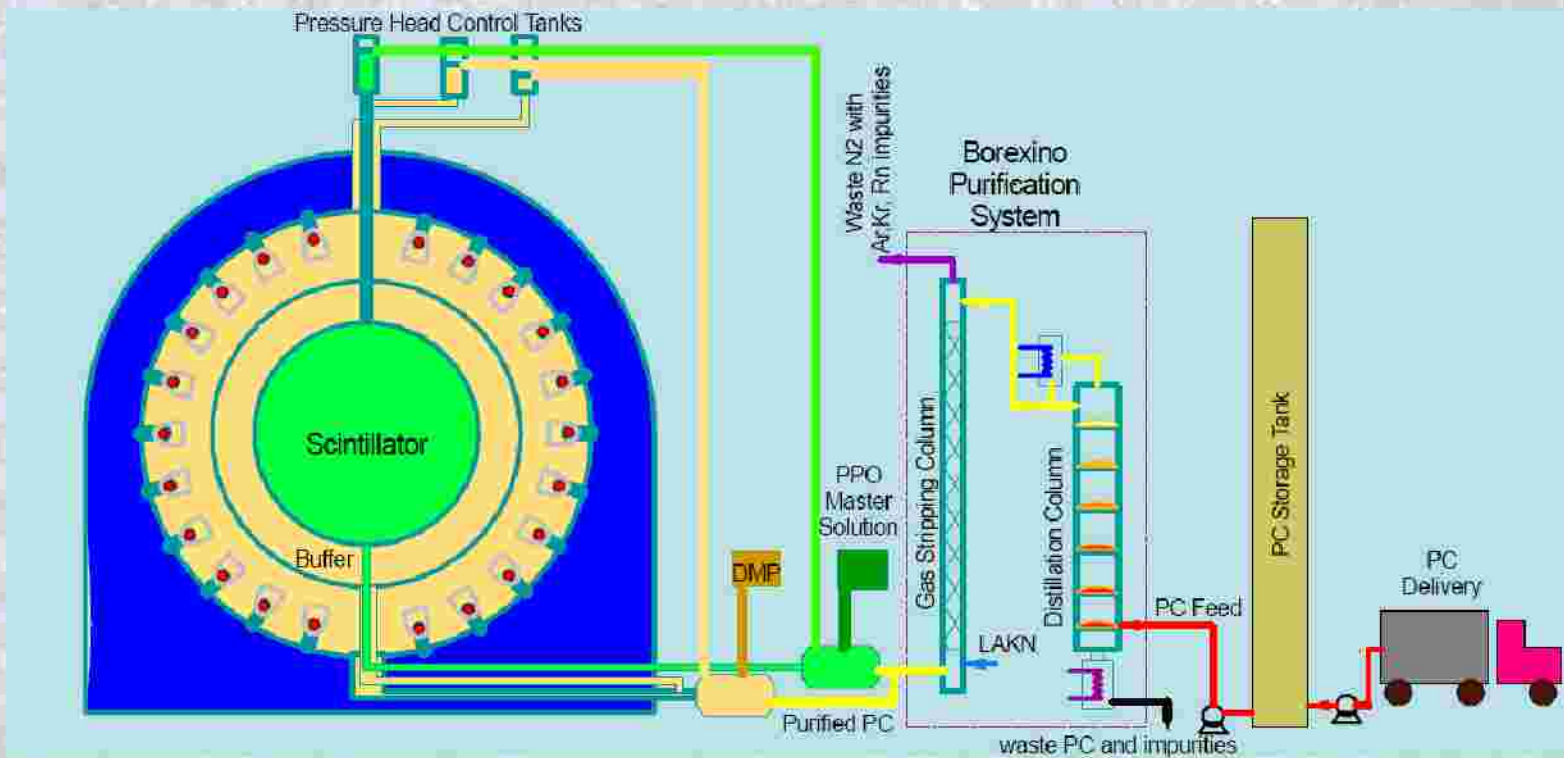 Pressure Head Control Tanks
Waste N2 with
Ar,Kr, Rn impurities
Borexino
Purification
System
Scintillator
Buffer
DMP
PPO
Master
Solution
Gas Stripping Column
Distillation Column
LAKN
PC Feed
PC Storage Tank
PC
Delivery
Purified PC
waste PC and impurities